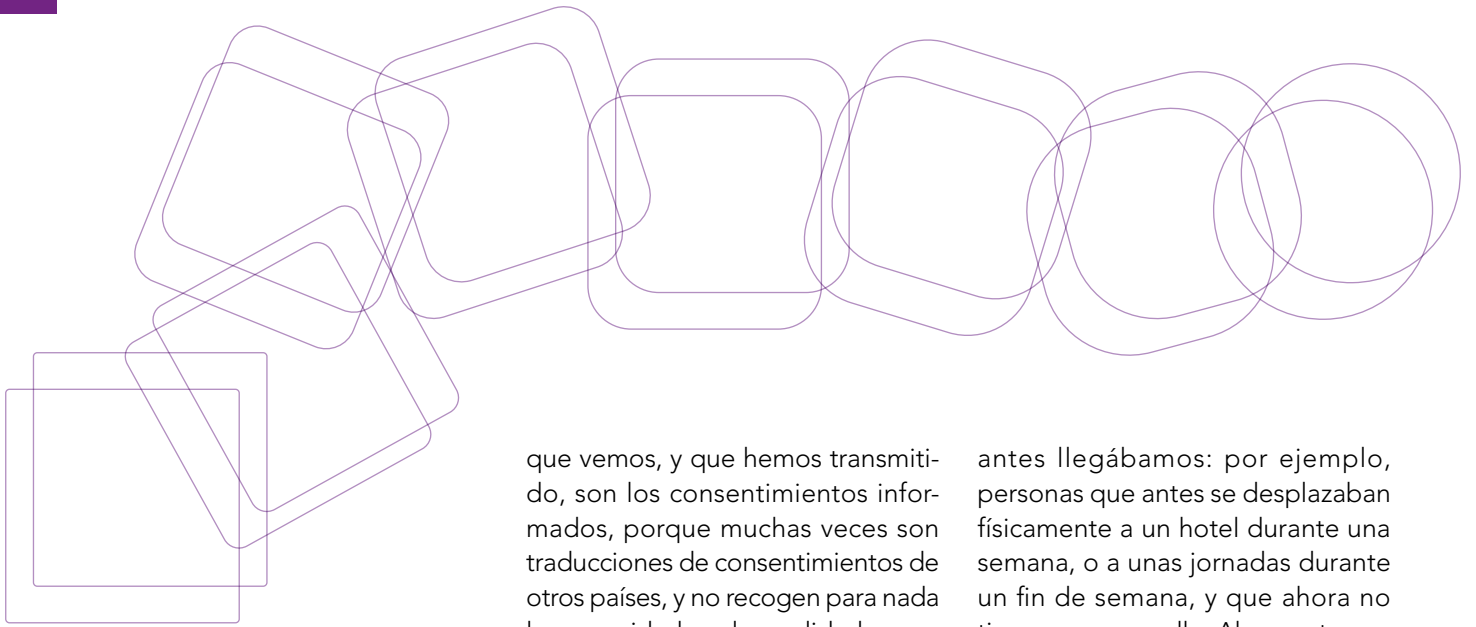 que vemos, y que hemos transmiti-
do, son los consentimientos infor-
mados, porque muchas veces son
traducciones de consentimientos de
otros países, y no recogen para nada
antes llegábamos: por ejemplo,
personas que antes se desplazaban
físicamente a un hotel durante una
semana, o a unas jornadas durante
un fin de semana, y que ahora no